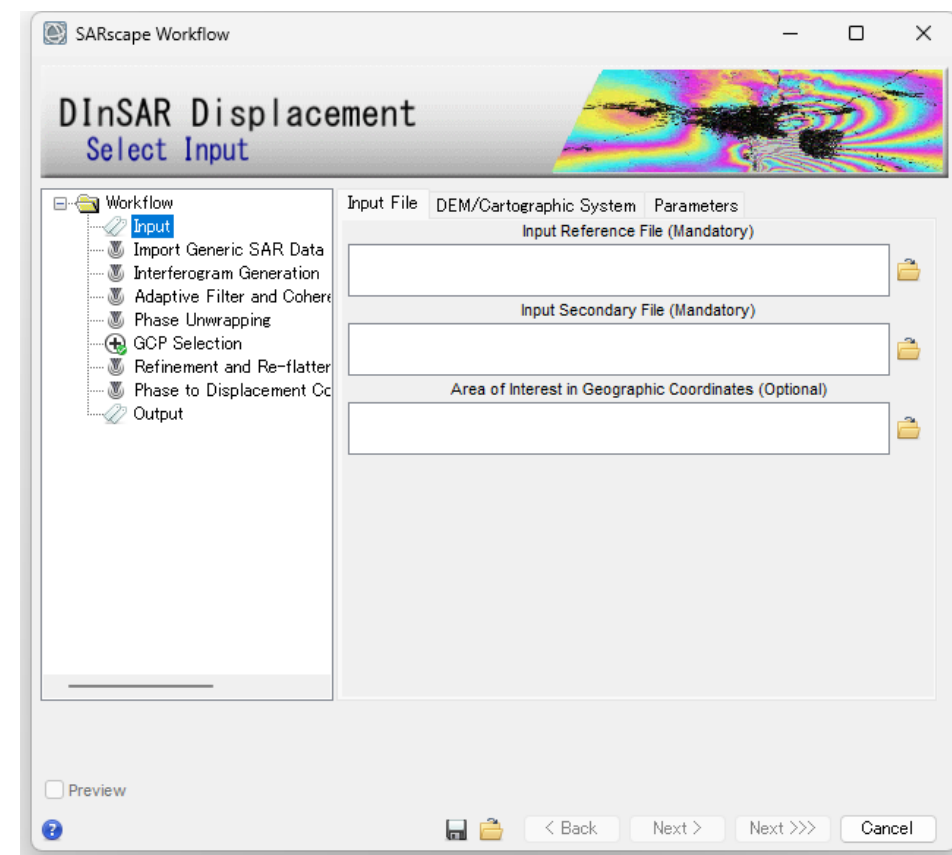 SARscape Workflow
DInSAR Displacement
Select Input
Workflow
Input
Import Generic SAR Data
Interferogram Generation
Adaptive Filter and Cohere
Phase Unwrapping
GCP Selection
Refinement and Re-flatter
Phase to Displacement Cc
Output
Input File DEM/Cartographic System Parameters
Input Reference File (Mandatory)
Input Secondary File (Mandatory)
Area of Interest in Geographic Coordinates (Optional)
Preview
?
< Back Next > Next >>> Cancel